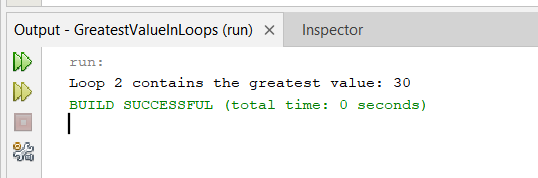 Output - GreatestValueInLoops (run) × Inspector
run:
Loop 2 contains the greatest value: 30
BUILD SUCCESSFUL (total time: 0 seconds)